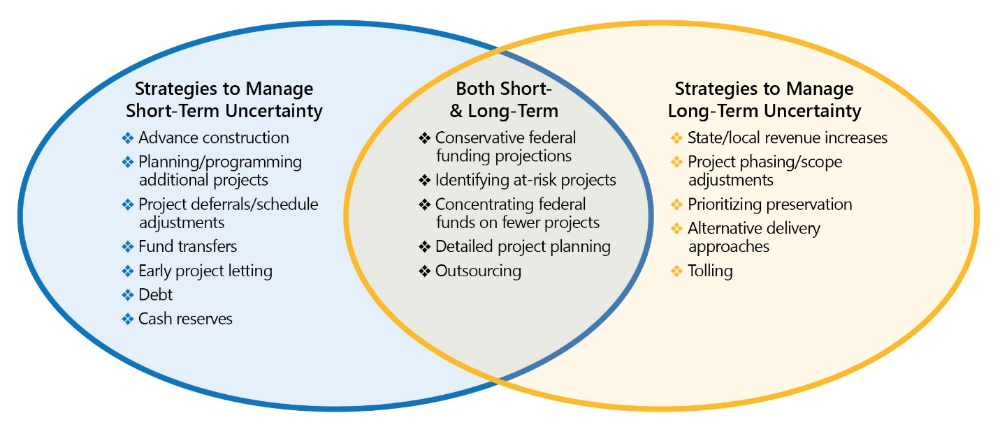 Strategies to Manage
Short-Term Uncertainty
Advance construction
Planning/programming
additional projects
Project deferrals/schedule
adjustments
Fund transfers
Early project letting
Debt
Cash reserves
Both Short-
& Long-Term
Conservative federal
funding projections
Identifying at-risk projects
Concentrating federal
funds on fewer projects
Detailed project planning
Outsourcing
Strategies to Manage
Long-Term Uncertainty
State/local revenue increases
Project phasing/scope
adjustments
Prioritizing preservation
Alternative delivery
approaches
Tolling